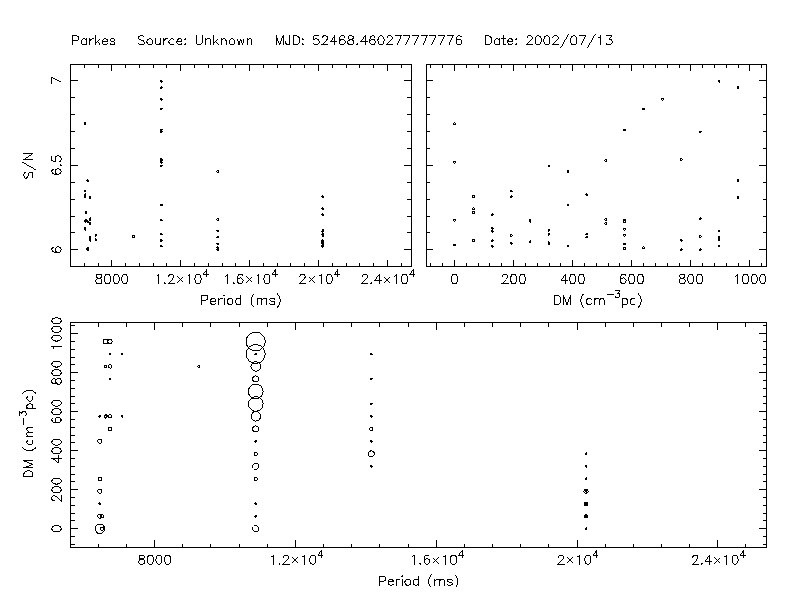 Parkes Source: Unknown MJD: 52468.460277777776 Date: 2002/07/13
S/N
7
6.5
6
8000 1.2×10⁴ 1.6×10⁴ 2×10⁴ 2.4×10⁴
Period (ms)
0 200 400 600 800 1000
DM (cm⁻³pc)
DM (cm⁻³pc)
1000
800
600
400
200
0
8000 1.2×10⁴ 1.6×10⁴ 2×10⁴ 2.4×10⁴
Period (ms)